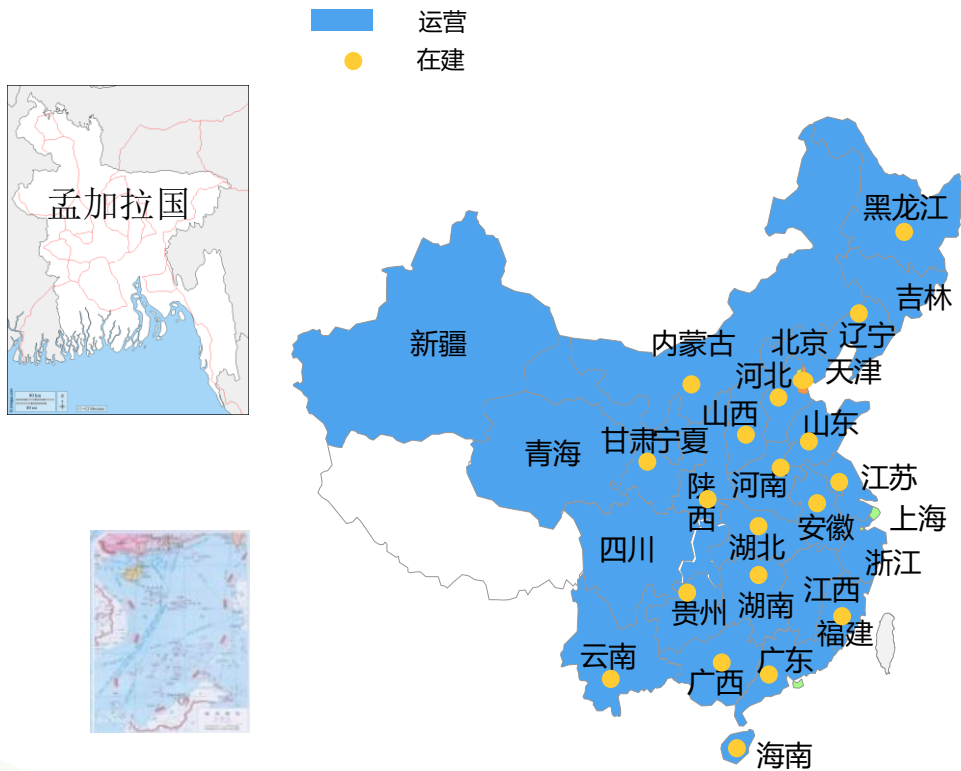 运营
在建
孟加拉国
黑龙江
吉林
辽宁
新疆
内蒙古
北京
天津
河北
山西
山东
甘肃
宁夏
青海
陕西
河南
江苏
安徽
上海
四川
湖北
浙江
贵州
湖南
江西
福建
云南
广西
广东
海南